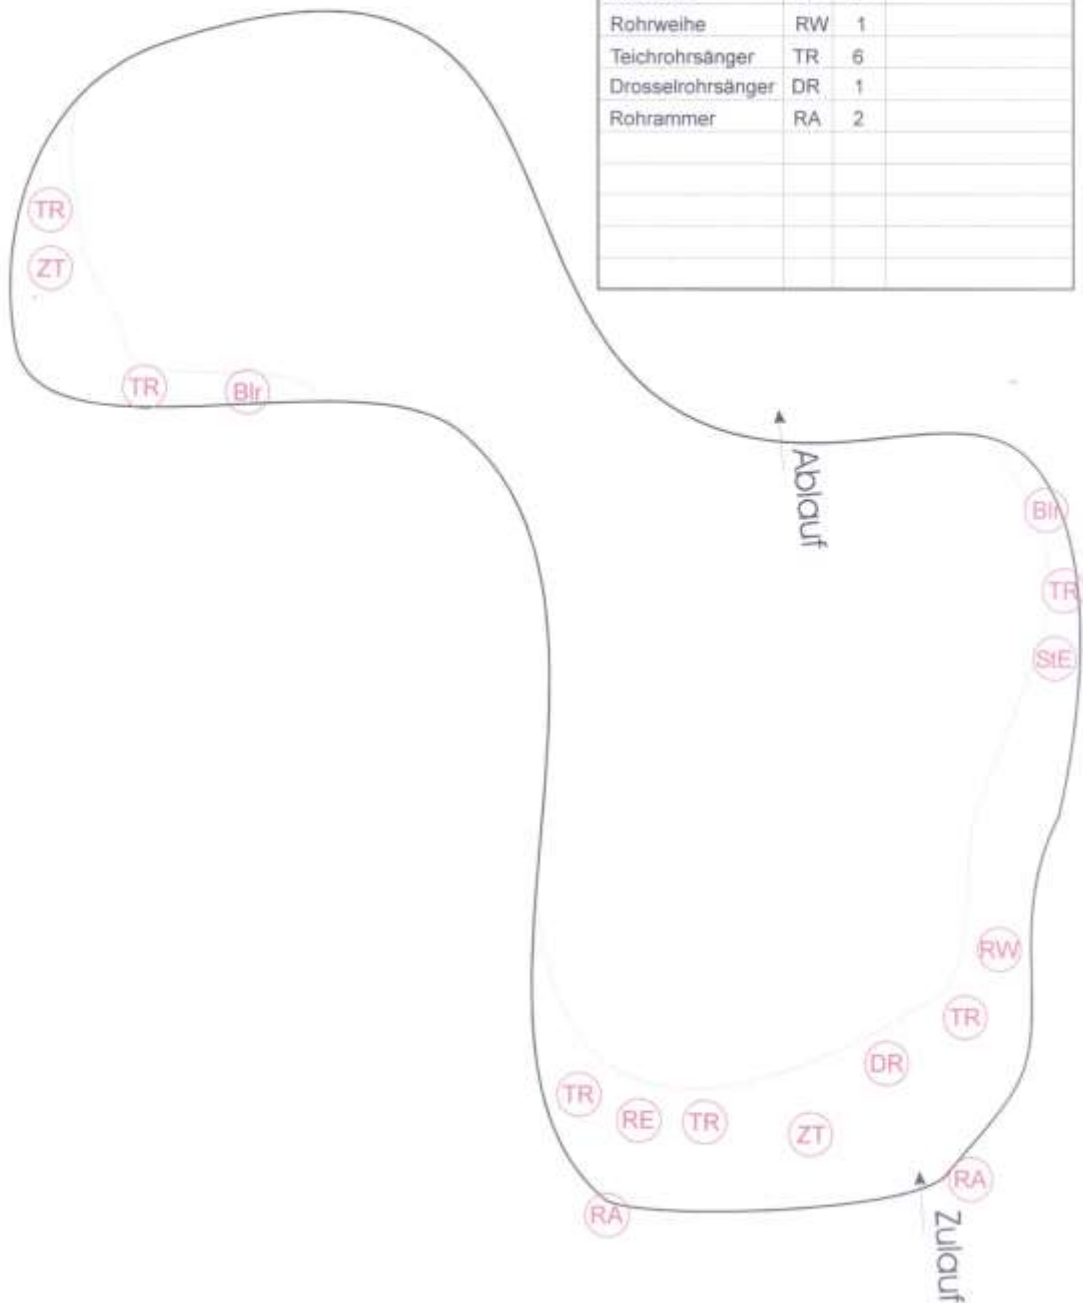 Rohrweihe RW 1
Teichrohrsänger TR 6
Drosselrohrsänger DR 1
Rohrammer RA 2
TR
ZT
TR
Blr
Ablauf
Blr
TR
StE
RW
TR
DR
TR
RE
TR
ZT
RA
RA
Zulauf